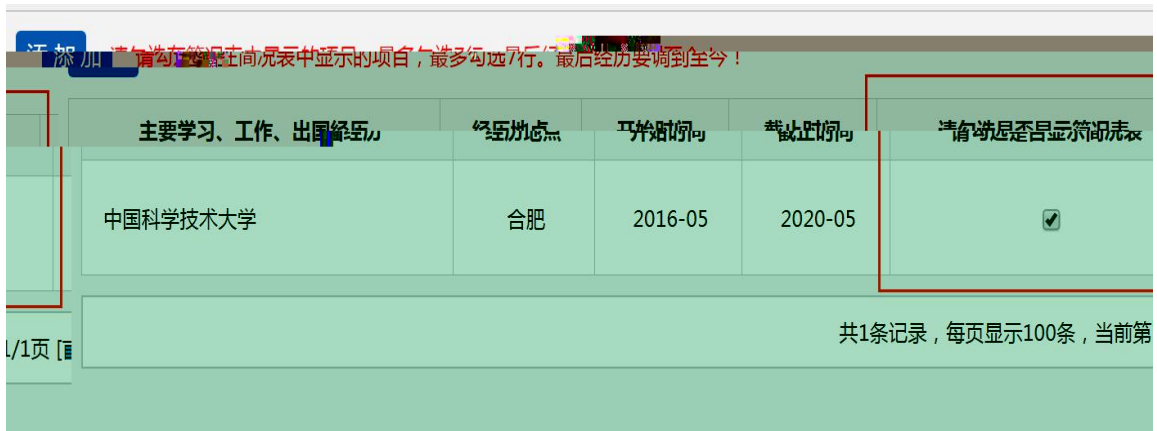 添加 请勾选在简况表中显示的项目，最多勾选7行。最后经历要调到至今！
主要学习、工作、出国经历 经历地点 开始时间 截止时间 请勾选是否显示简况表
中国科学技术大学 合肥 2016-05 2020-05
共1条记录，每页显示100条，当前第
1/1页 [